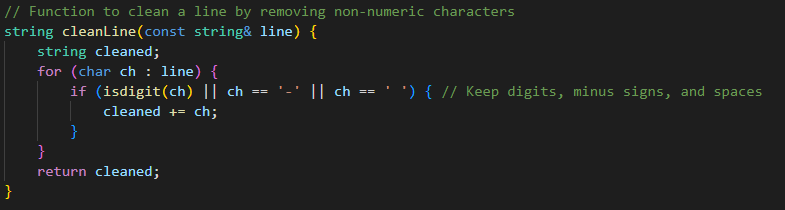 // Function to clean a line by removing non-numeric characters
string cleanLine(const string& line) {
    string cleaned;
    for (char ch : line) {
        if (isdigit(ch) || ch == '-' || ch == ' ') { // Keep digits, minus signs, and spaces
            cleaned += ch;
        }
    }
    return cleaned;
}